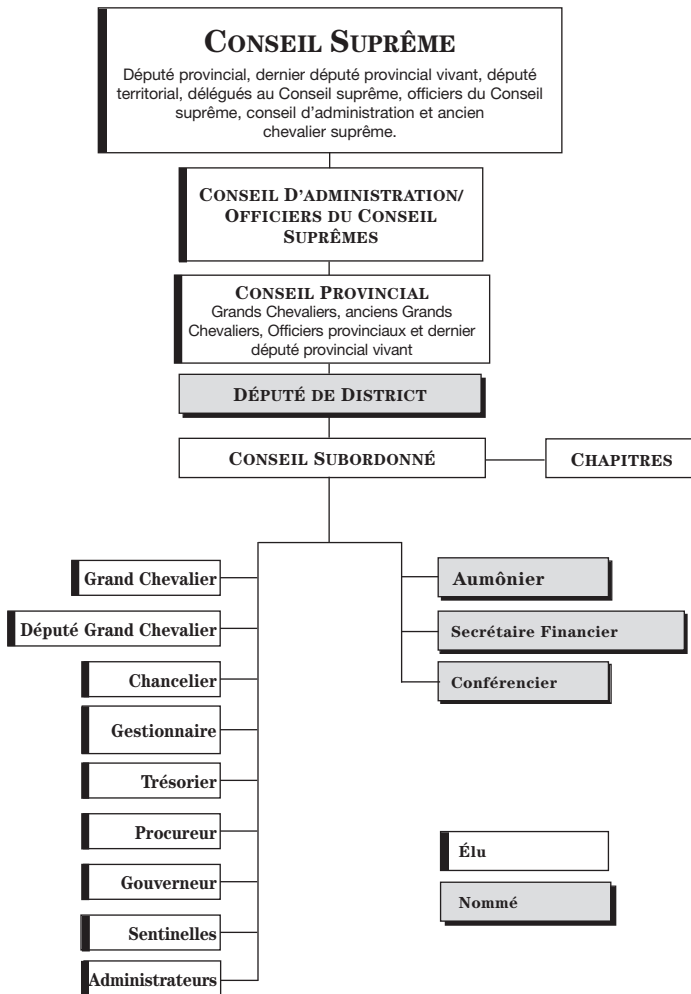 CONSEIL SUPRÊME
Député provincial, dernier député provincial vivant, député
territorial, délégués au Conseil suprême, officiers du Conseil
suprême, conseil d'administration et ancien
chevalier suprême.
CONSEIL D'ADMINISTRATION/
OFFICIERS DU CONSEIL
SUPRÊMES
CONSEIL PROVINCIAL
Grands Chevaliers, anciens Grands
Chevaliers, Officiers provinciaux et dernier
député provincial vivant
DÉPUTÉ DE DISTRICT
CONSEIL SUBORDONNÉ
CHAPITRES
Grand Chevalier
Député Grand Chevalier
Chancelier
Gestionnaire
Trésorier
Procureur
Gouverneur
Sentinelles
Administrateurs
Aumônier
Secrétaire Financier
Conférencier
Élu
Nommé